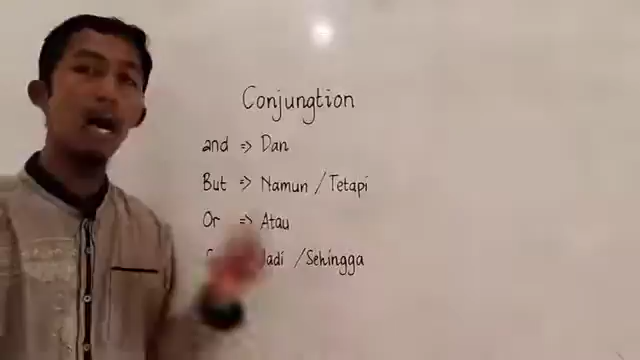 Conjungtion
and => Dan
But => Namun / Tetapi
Or => Atau
Jadi / Sehingga